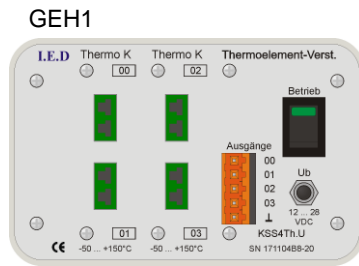 GEH1
I.E.D Thermo K Thermo K Thermoelement-Verst.
00 02
Betrieb
Ausgänge
00
01
02
03
⊥
Ub
12 ... 28
VDC
01 03 KSS4Th.U
CE -50 ... +150°C -50 ... +150°C SN 171104B8-20